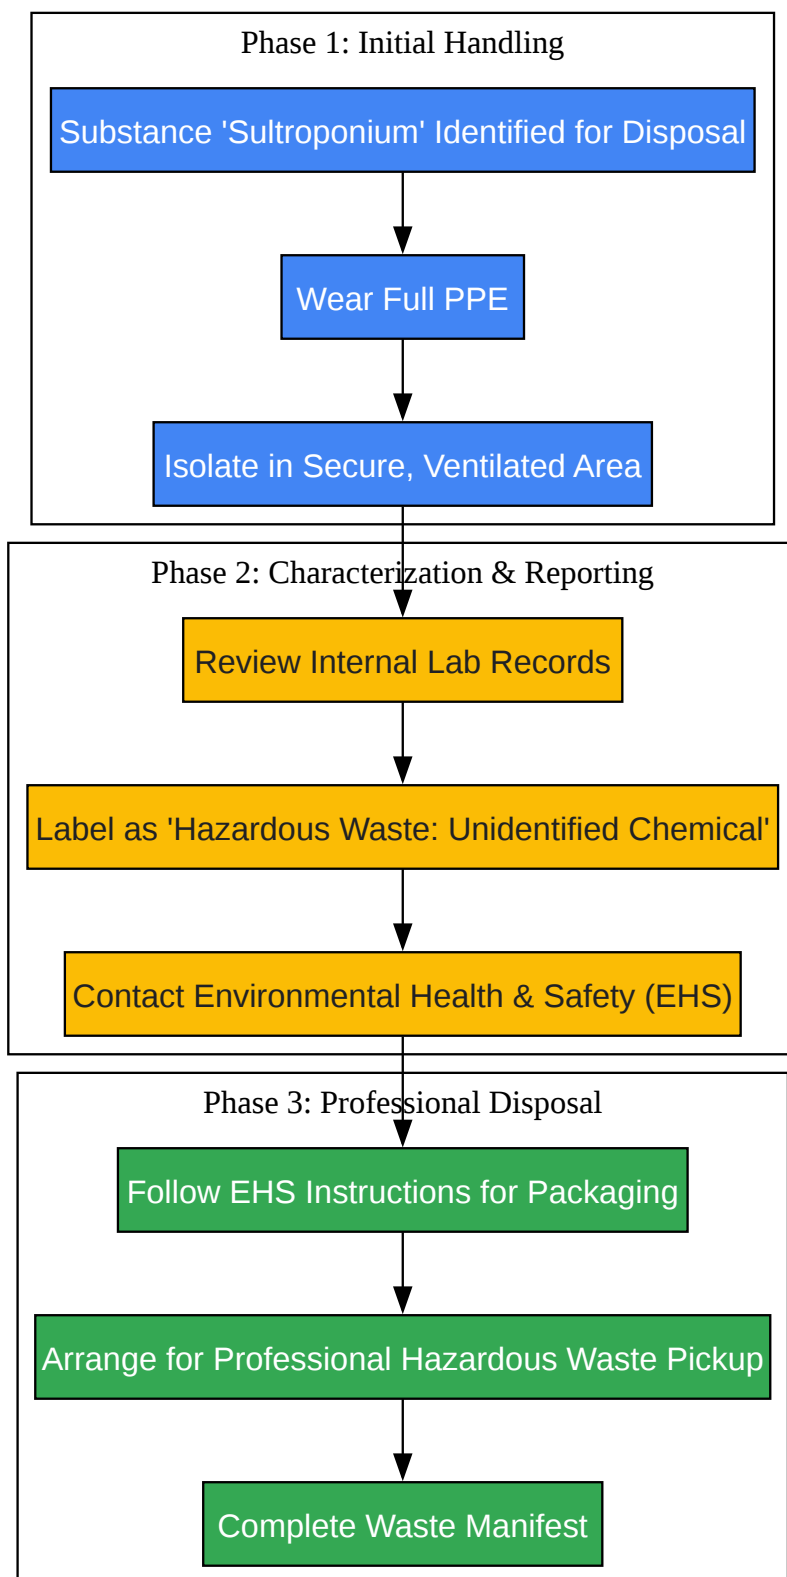 Phase 1: Initial Handling
Substance 'Sultroponium' Identified for Disposal
Wear Full PPE
Isolate in Secure, Ventilated Area
Phase 2: Characterization & Reporting
Review Internal Lab Records
Label as 'Hazardous Waste: Unidentified Chemical'
Contact Environmental Health & Safety (EHS)
Phase 3: Professional Disposal
Follow EHS Instructions for Packaging
Arrange for Professional Hazardous Waste Pickup
Complete Waste Manifest